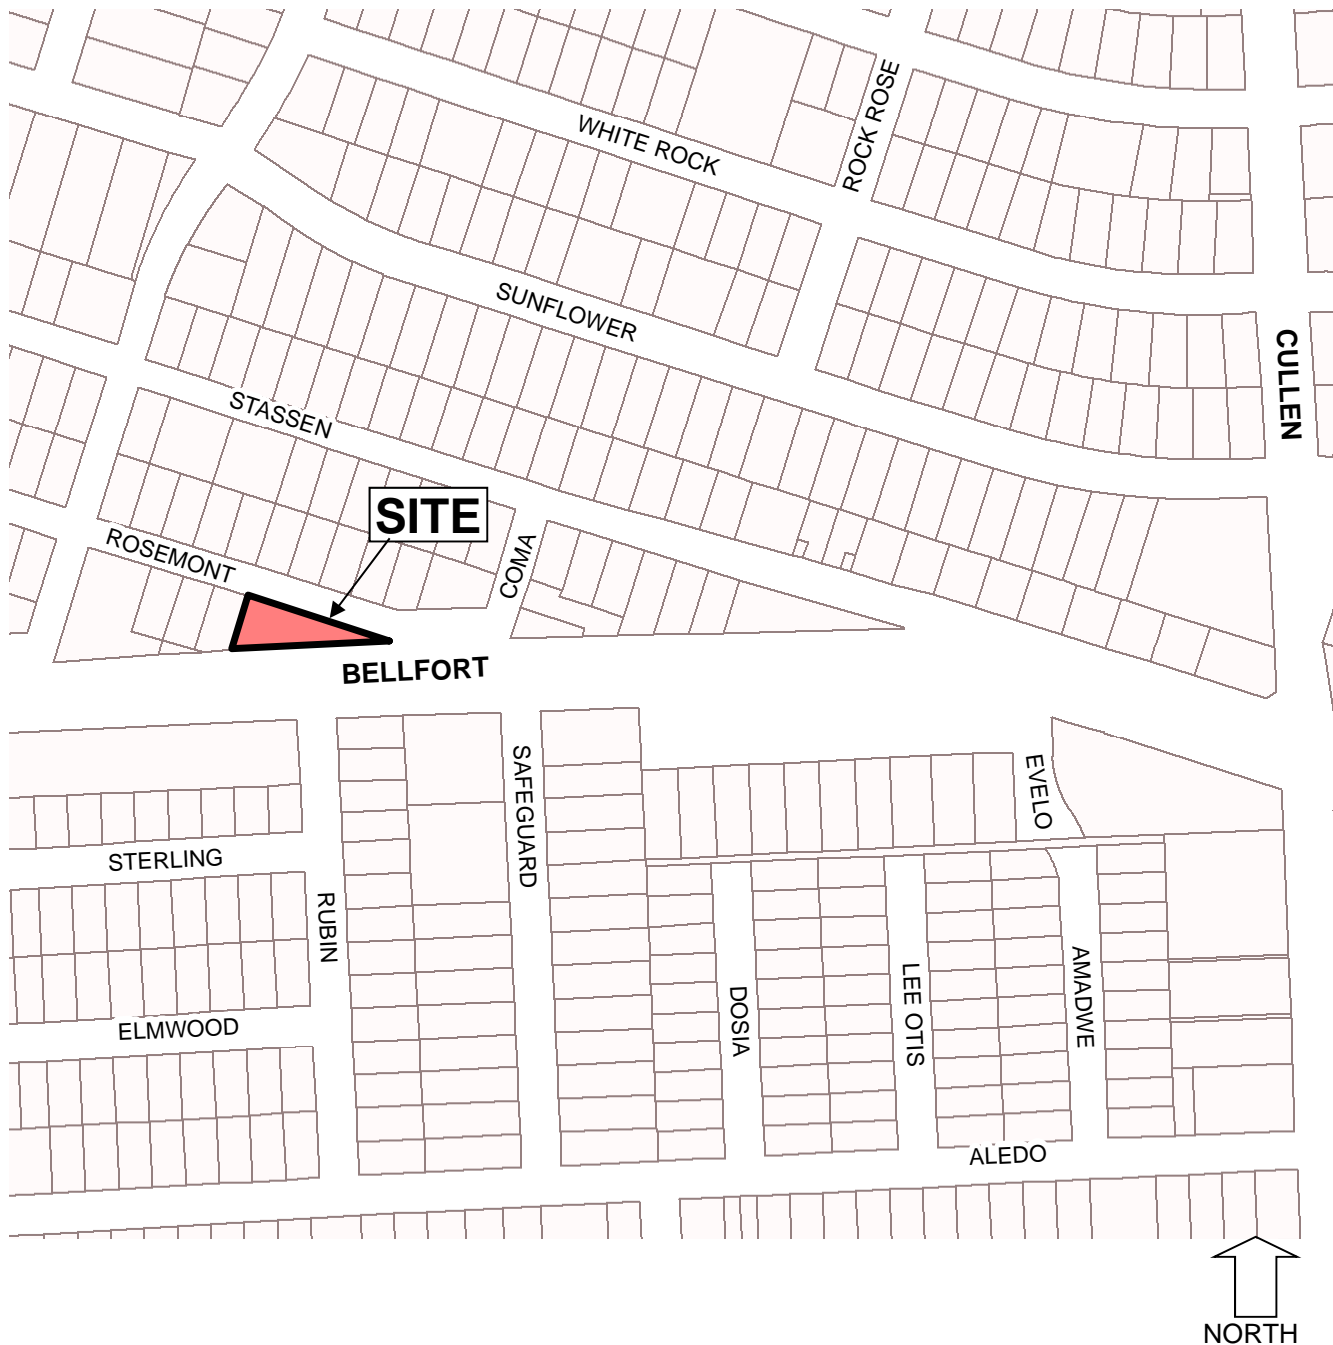 ROCK ROSE
WHITE ROCK
SUNFLOWER
CULLEN
STASSEN
SITE
ROSEMONT
COMA
BELLFORT
SAFEGUARD
EVELO
STERLING
RUBIN
ELMWOOD
DOSIA
LEE OTIS
AMADWE
ALEDO
NORTH